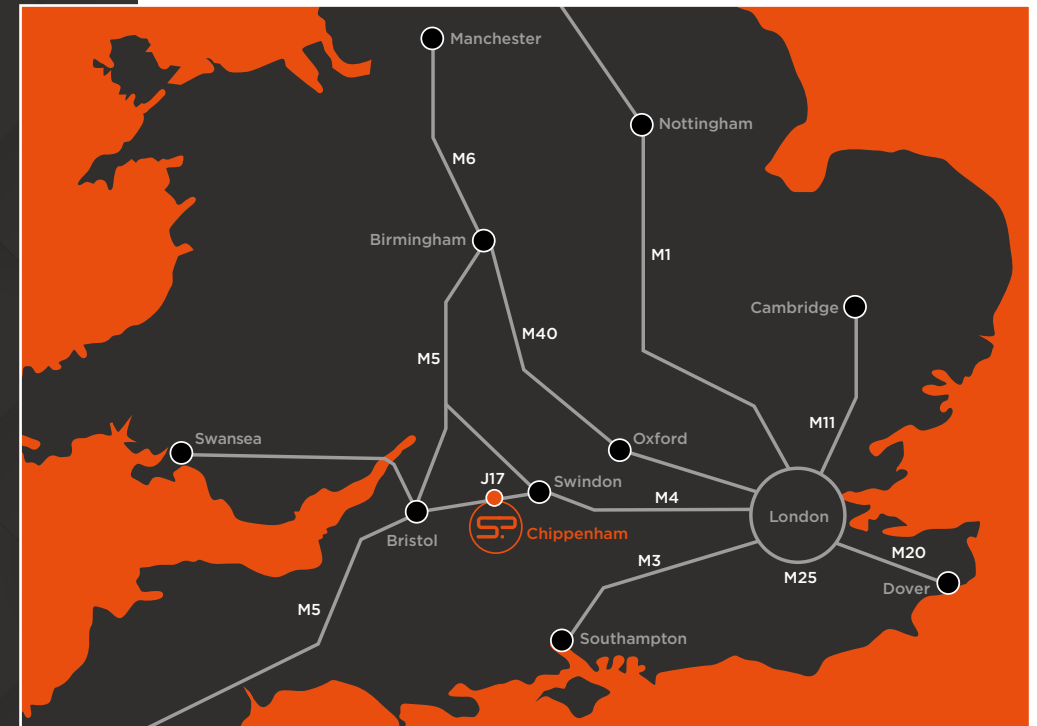 Manchester
Nottingham
M6
Birmingham
M1
Cambridge
M40
M5
M11
Swansea
Oxford
J17
Swindon
M4
London
SP
Chippenham
Bristol
M3
M20
M25
Dover
M5
Southampton